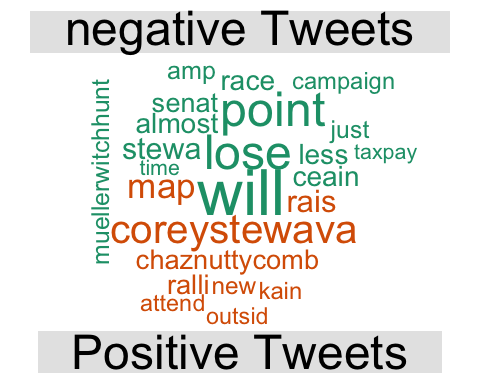 negative Tweets
amp
race
campaign
senat
point
almost
just
stewa
lose
less
taxpay
time
ceain
muellerwitchhunt
map
will
rais
coreystewava
chaznuttycomb
ralli
new
kain
attend
outsid
Positive Tweets